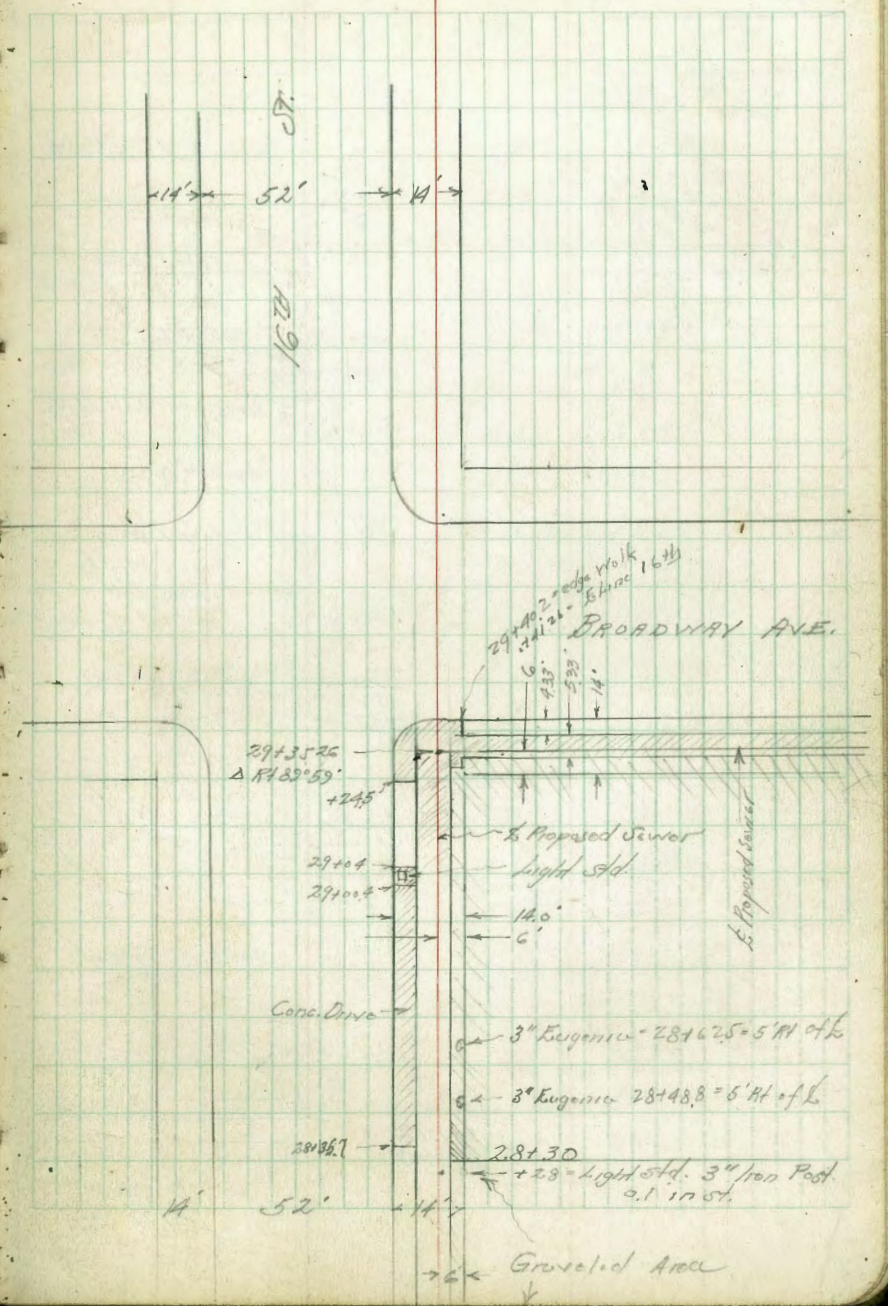 ST.
14'
52'
14'
16TH
29+40.2 = edge Walk
+41.26 = E Line 16th
BROADWAY AVE.
6'
4.33'
5.33'
14'
29+35.26
Δ Rt 89°59'
+24.5
℄ Proposed Sewer
29+04
Light Std.
29+00.4
14.0'
6'
℄ Proposed Sewer
Conc. Drive
3" Eugenia - 28+62.5 = 5' Rt of ℄
3" Eugenia 28+48.8 = 5' Rt of ℄
28+36.7
28+30
+28 = Light Std. 3" Iron Post.
0.1 in St.
14'
52'
14'
6'
Graveled Area